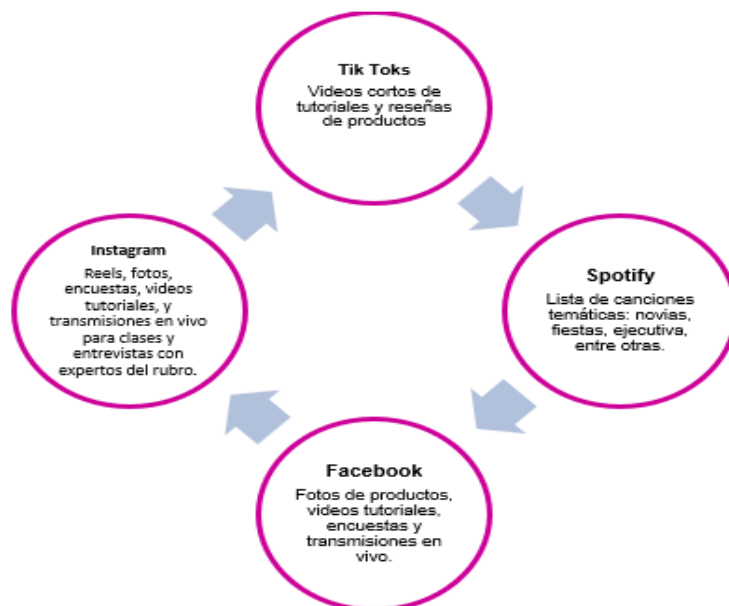 Tik Toks
Videos cortos de
tutoriales y reseñas
de productos
Spotify
Lista de canciones
temáticas: novias,
fiestas, ejecutiva,
entre otras.
Facebook
Fotos de productos,
videos tutoriales,
encuestas y
transmisiones en
vivo.
Instagram
Reels, fotos,
encuestas, videos
tutoriales, y
transmisiones en vivo
para clases y
entrevistas con
expertos del rubro.